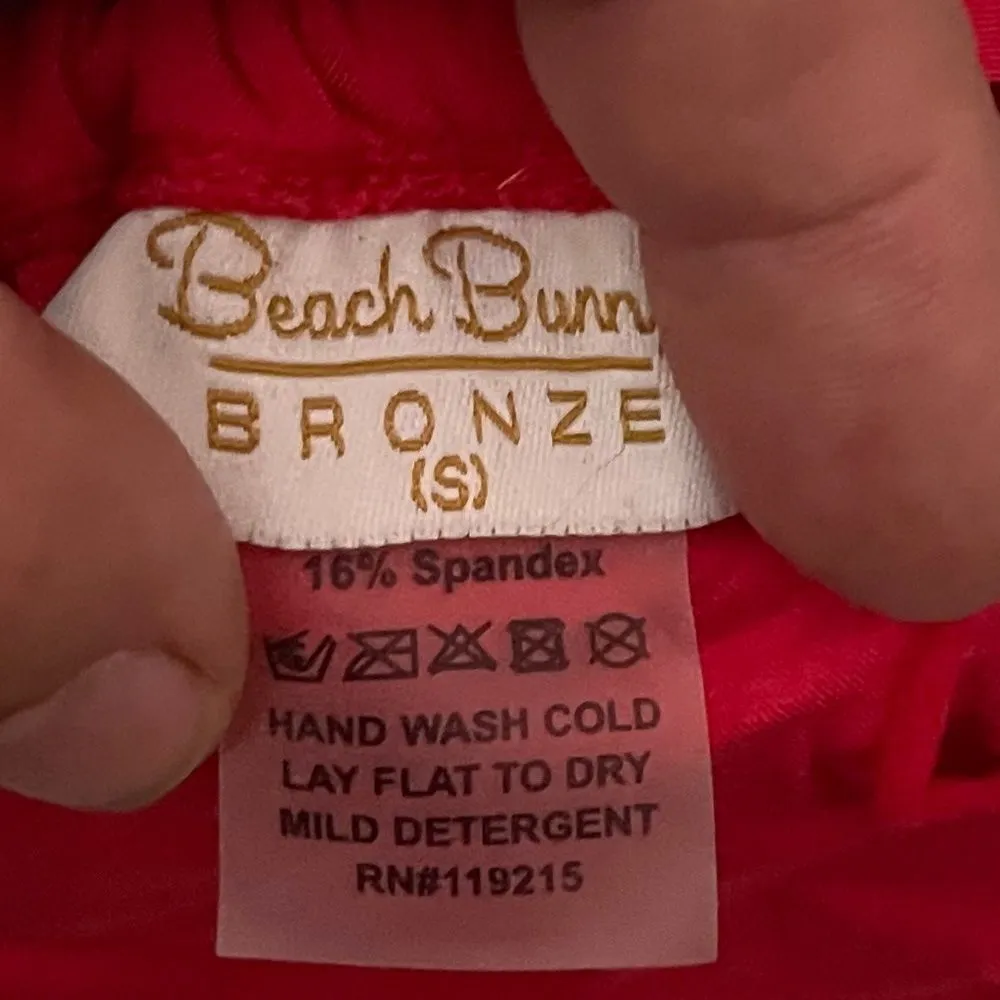 Beach Bunn
BRONZE
(S)
16% Spandex
HAND WASH COLD
LAY FLAT TO DRY
MILD DETERGENT
RN#119215